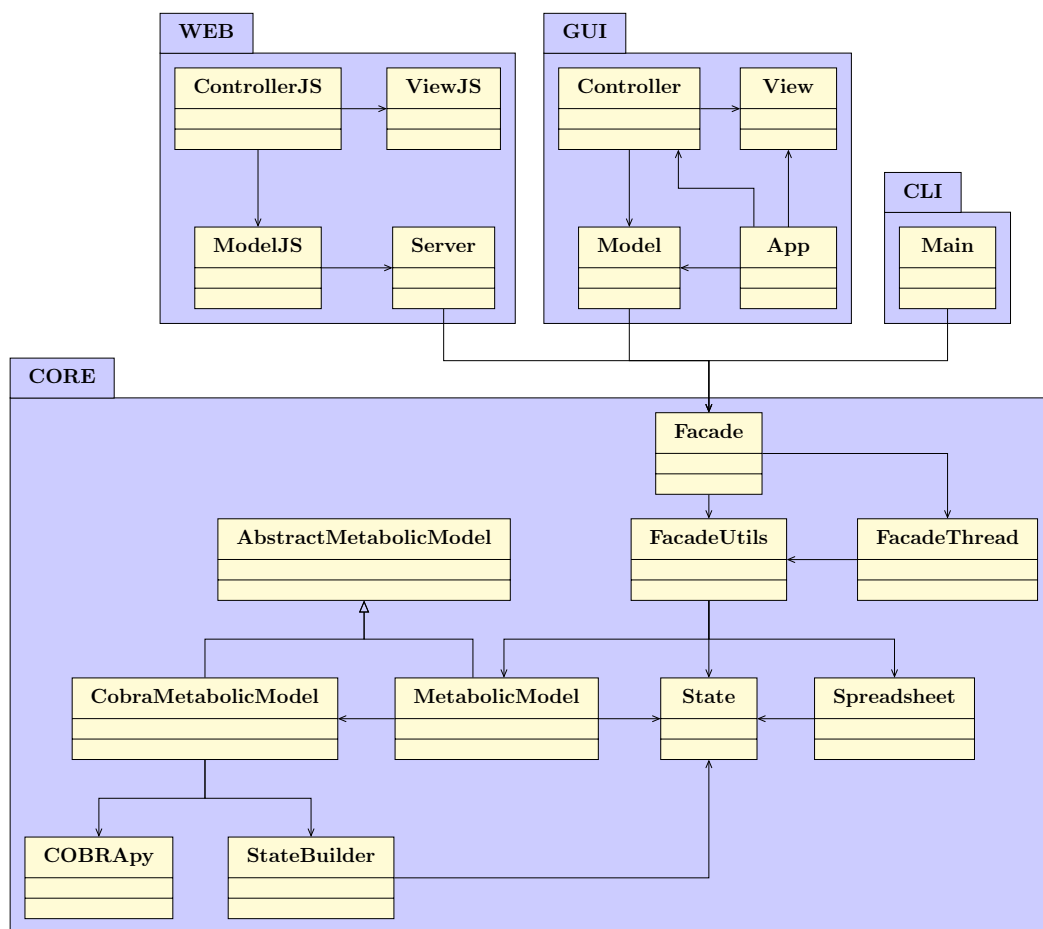 WEB
GUI
ControllerJS
ViewJS
Controller
View
CLI
ModelJS
Server
Model
App
Main
CORE
Facade
AbstractMetabolicModel
FacadeUtils
FacadeThread
CobraMetabolicModel
MetabolicModel
State
Spreadsheet
COBRApy
StateBuilder